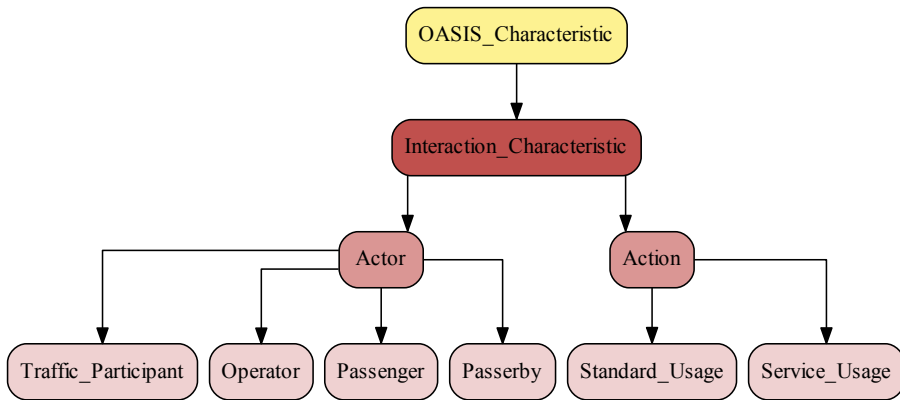 OASIS_Characteristic
Interaction_Characteristic
Actor
Action
Traffic_Participant
Operator
Passenger
Passerby
Standard_Usage
Service_Usage